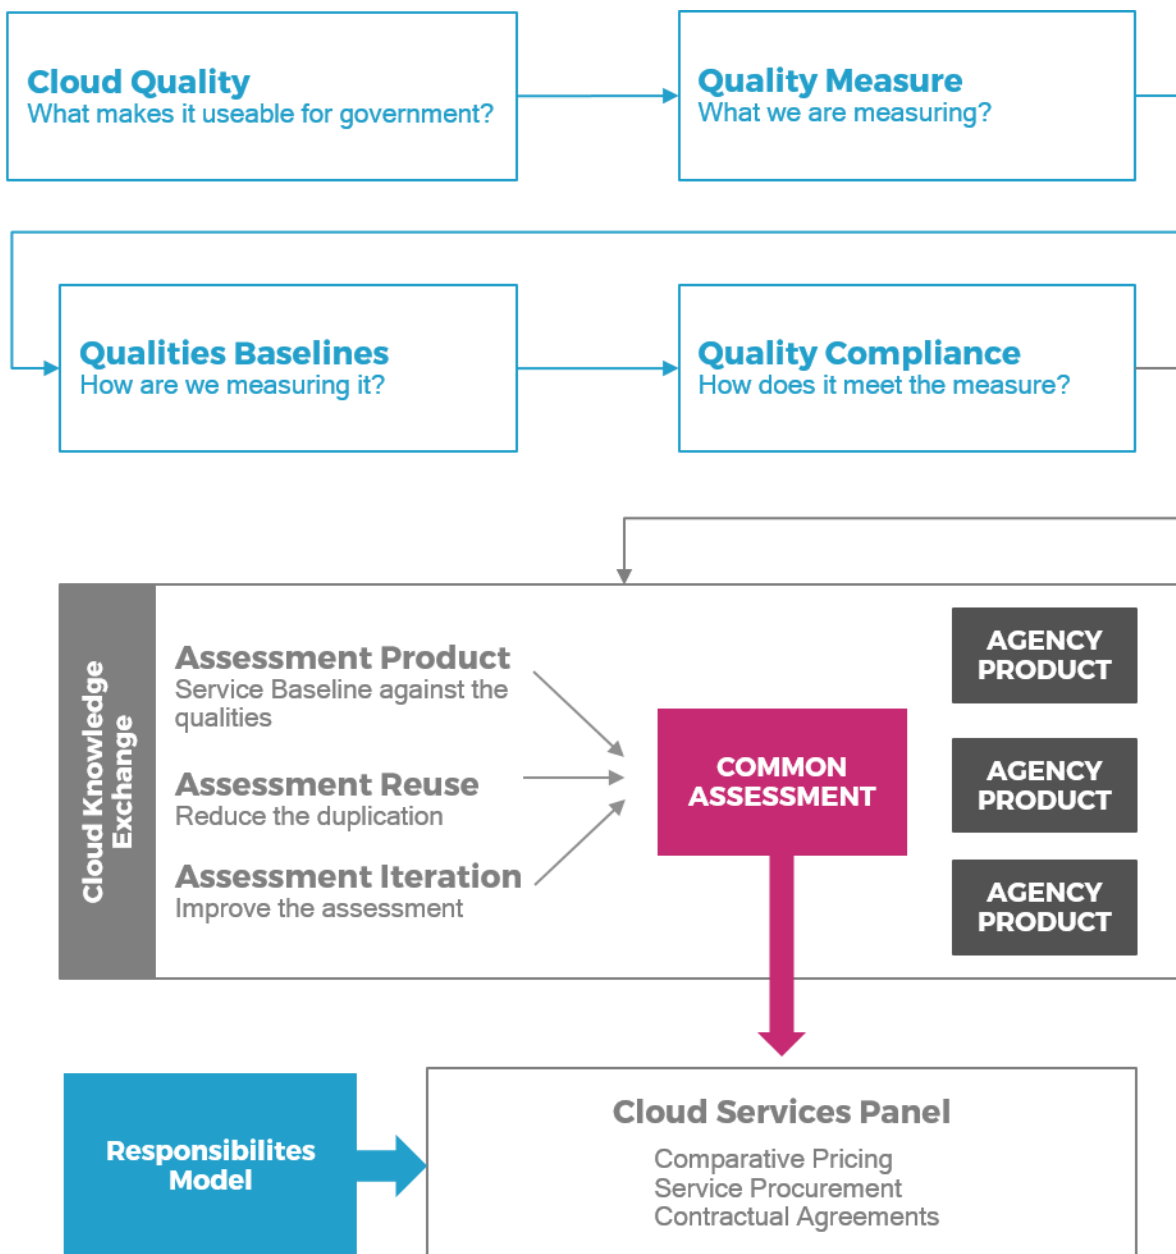 Cloud Quality
What makes it useable for government?
Quality Measure
What we are measuring?
Qualities Baselines
How are we measuring it?
Quality Compliance
How does it meet the measure?
Cloud Knowledge
Exchange
Assessment Product
Service Baseline against the
qualities
Assessment Reuse
Reduce the duplication
Assessment Iteration
Improve the assessment
COMMON
ASSESSMENT
AGENCY
PRODUCT
AGENCY
PRODUCT
AGENCY
PRODUCT
Responsibilites
Model
Cloud Services Panel
Comparative Pricing
Service Procurement
Contractual Agreements